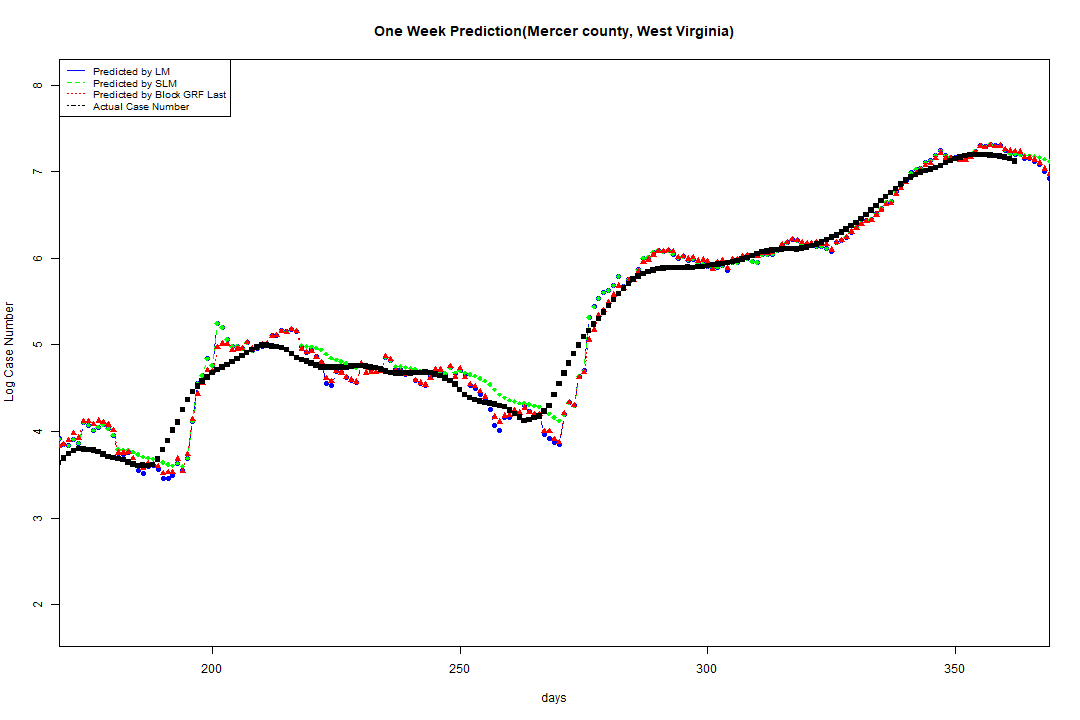 One Week Prediction(Mercer county, West Virginia)
Predicted by LM
Predicted by SLM
Predicted by Block GRF Last
Actual Case Number
8
7
6
5
4
3
2
Log Case Number
200 250 300 350
days